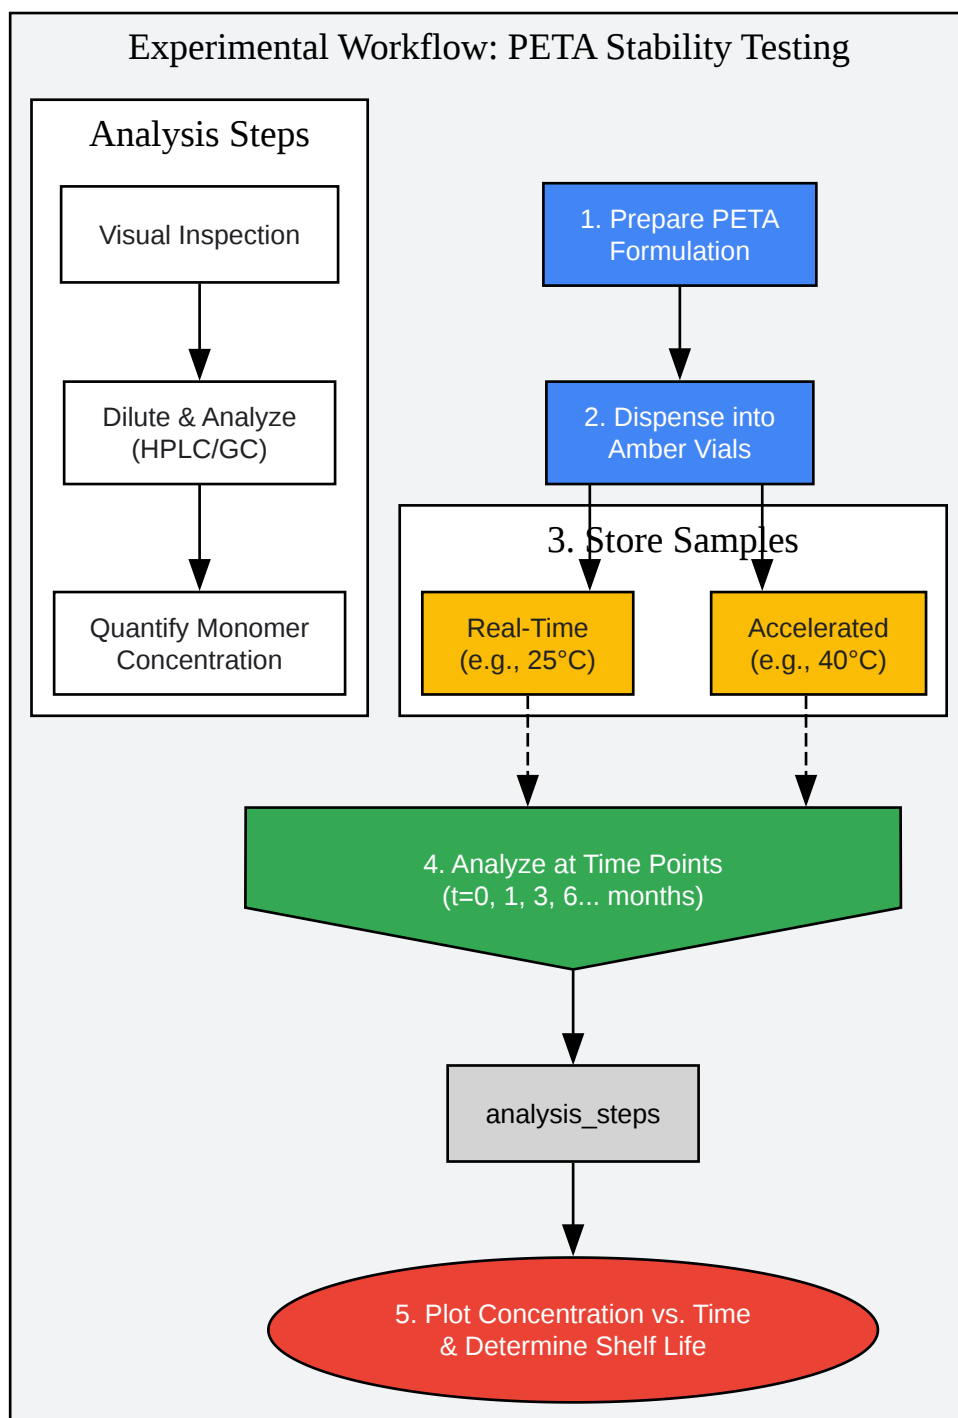 Experimental Workflow: PETA Stability Testing
Analysis Steps
Visual Inspection
Dilute & Analyze
(HPLC/GC)
Quantify Monomer
Concentration
1. Prepare PETA
Formulation
2. Dispense into
Amber Vials
3. Store Samples
Real-Time
(e.g., 25°C)
Accelerated
(e.g., 40°C)
4. Analyze at Time Points
(t=0, 1, 3, 6... months)
analysis_steps
5. Plot Concentration vs. Time
& Determine Shelf Life